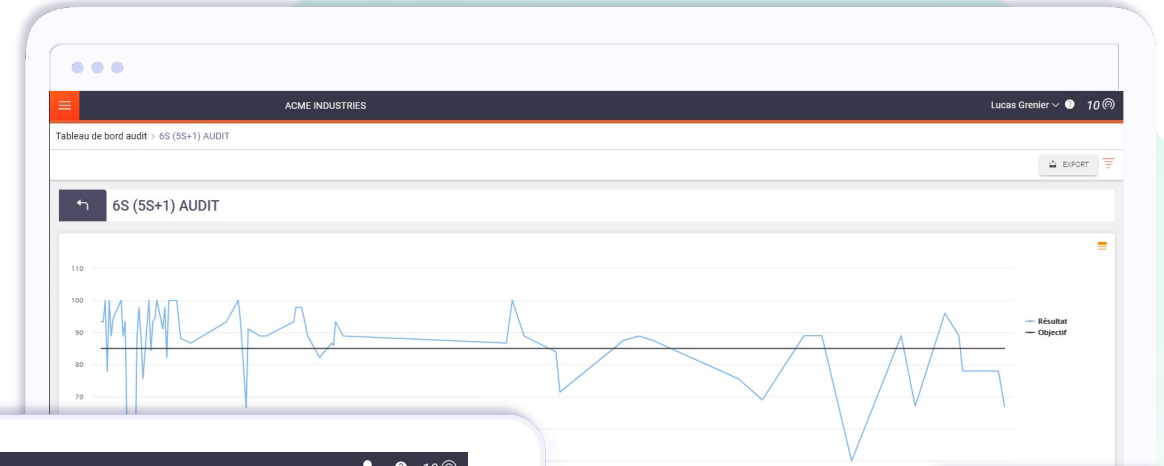 ACME INDUSTRIES
Lucas Grenier ? 10
Tableau de bord audit > 6S (5S+1) AUDIT
EXPORT
6S (5S+1) AUDIT
110
100
90
80
70
Résultat
Objectif